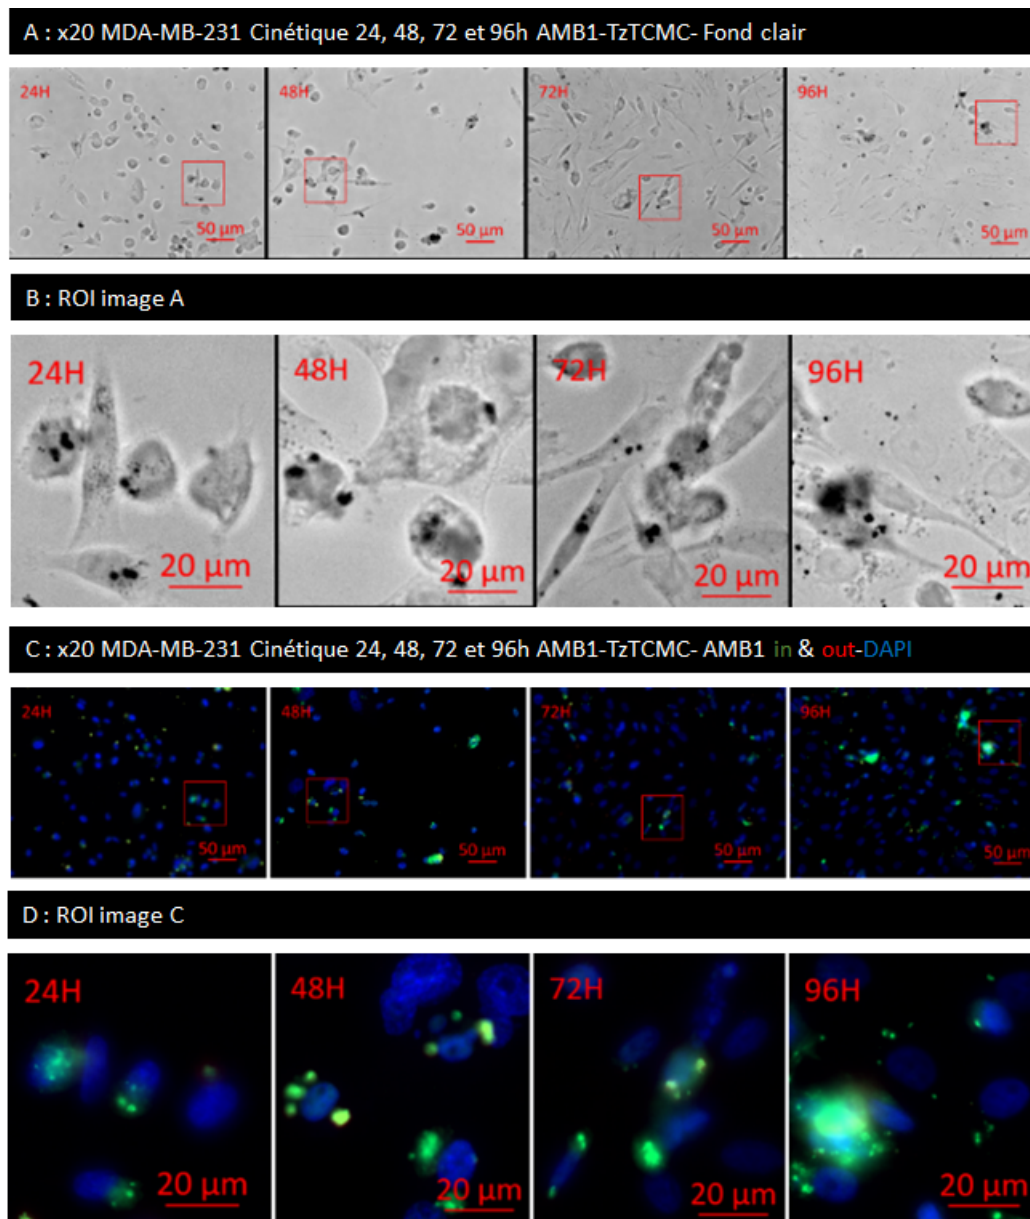 A : x20 MDA-MB-231 Cinétique 24, 48, 72 et 96h AMB1-TzTCMC- Fond clair
24H 48H 72H 96H
50 µm 50 µm 50 µm 50 µm
B : ROI image A
24H 48H 72H 96H
20 µm 20 µm 20 µm 20 µm
C : x20 MDA-MB-231 Cinétique 24, 48, 72 et 96h AMB1-TzTCMC- AMB1 in & out-DAPI
24H 48H 72H 96H
50 µm 50 µm 50 µm 50 µm
D : ROI image C
24H 48H 72H 96H
20 µm 20 µm 20 µm 20 µm